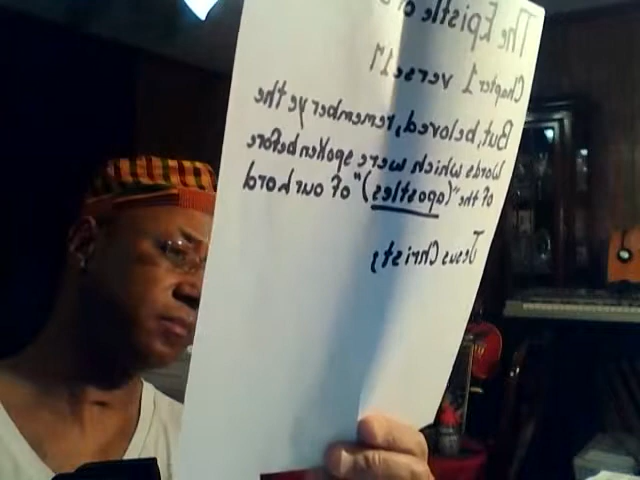 The Epistle of
Chapter 1 verse 17
But, beloved, remember ye the
words which were spoken before
of the "(apostles)" of our Lord
Jesus Christ;